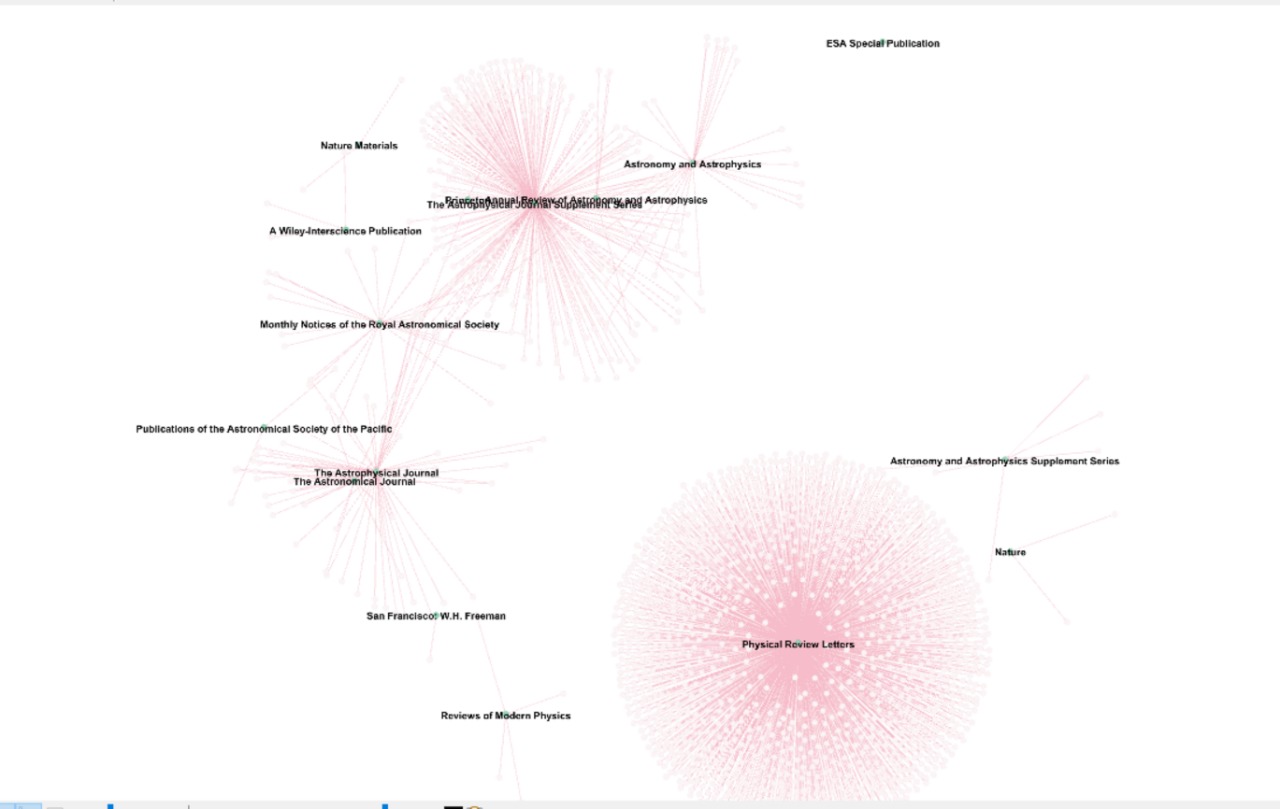 ESA Special Publication
Nature Materials
Astronomy and Astrophysics
Annual Review of Astronomy and Astrophysics
The Astrophysical Journal Supplement Series
A Wiley-Interscience Publication
Monthly Notices of the Royal Astronomical Society
Publications of the Astronomical Society of the Pacific
Astronomy and Astrophysics Supplement Series
The Astrophysical Journal
The Astronomical Journal
Nature
San Francisco: W.H. Freeman
Physical Review Letters
Reviews of Modern Physics